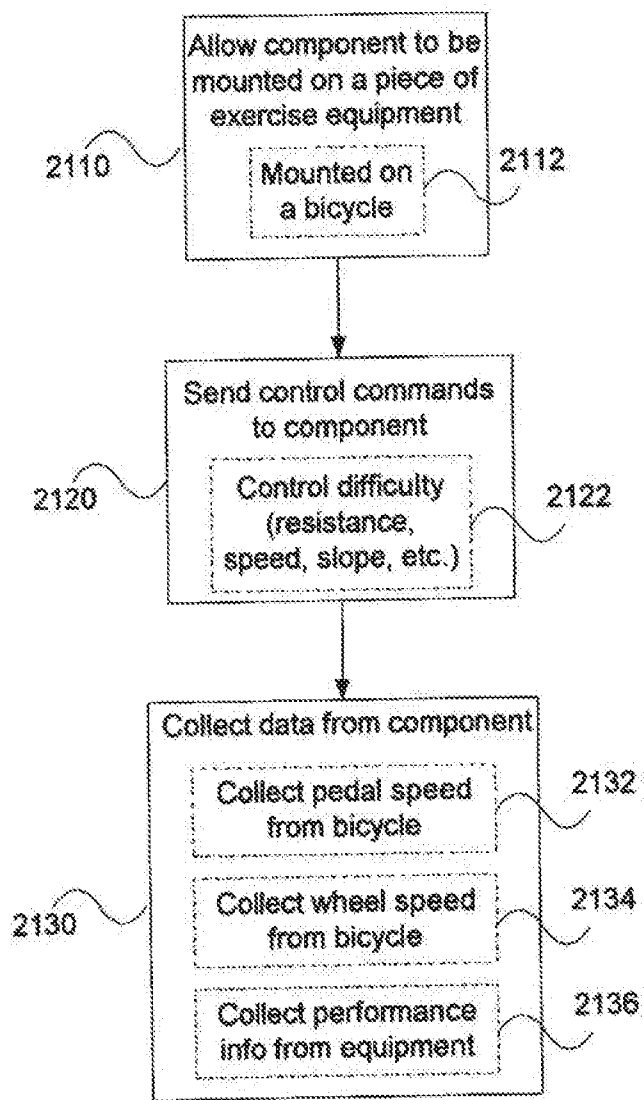 Allow component to be
mounted on a piece of
exercise equipment
2110
Mounted on
a bicycle
2112
Send control commands
to component
2120
Control difficulty
(resistance,
speed, slope, etc.)
2122
Collect data from component
2130
Collect pedal speed
from bicycle
2132
Collect wheel speed
from bicycle
2134
Collect performance
info from equipment
2136